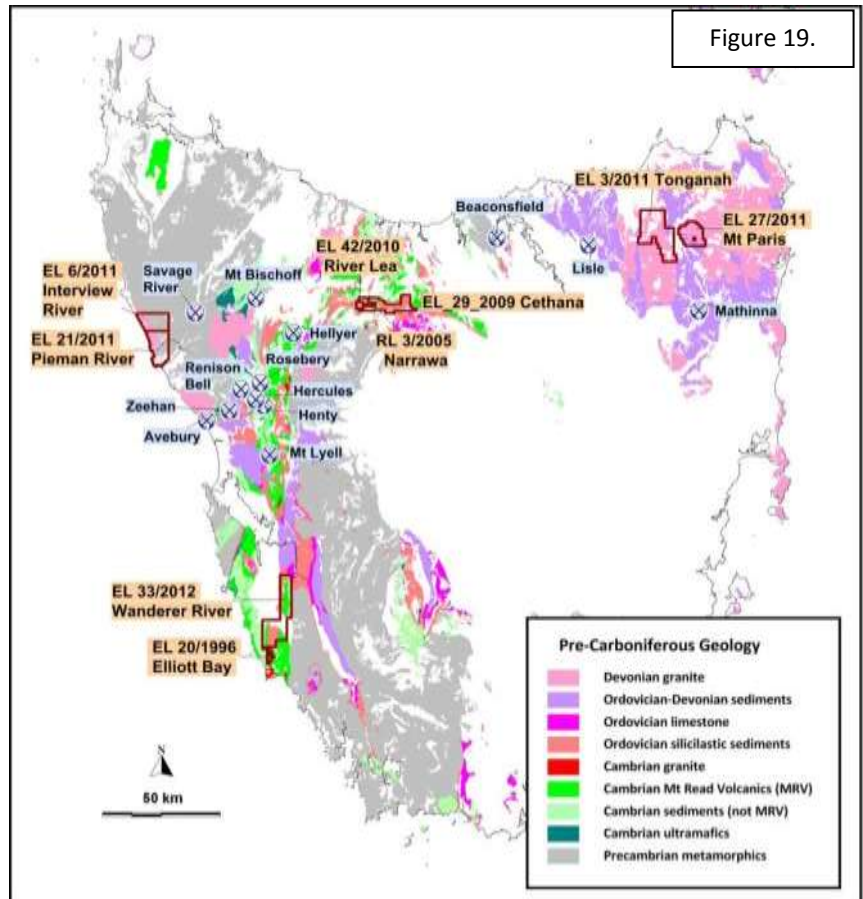 Figure 19.
EL 3/2011 Tonganah
Beaconsfield
EL 27/2011
Mt Paris
EL 42/2010
River Lea
EL 6/2011
Interview
River
Savage
River
Mt Bischoff
Lisle
EL_29_2009 Cethana
Mathinna
EL 21/2011
Pieman River
Hellyer
RL 3/2005
Narrawa
Rosebery
Renison
Bell
Hercules
Zeehan
Henty
Avebury
Mt Lyell
EL 33/2012
Wanderer River
EL 20/1996
Elliott Bay
N
50 km
Pre-Carboniferous Geology
Devonian granite
Ordovician-Devonian sediments
Ordovician limestone
Ordovician silicilastic sediments
Cambrian granite
Cambrian Mt Read Volcanics (MRV)
Cambrian sediments (not MRV)
Cambrian ultramafics
Precambrian metamorphics